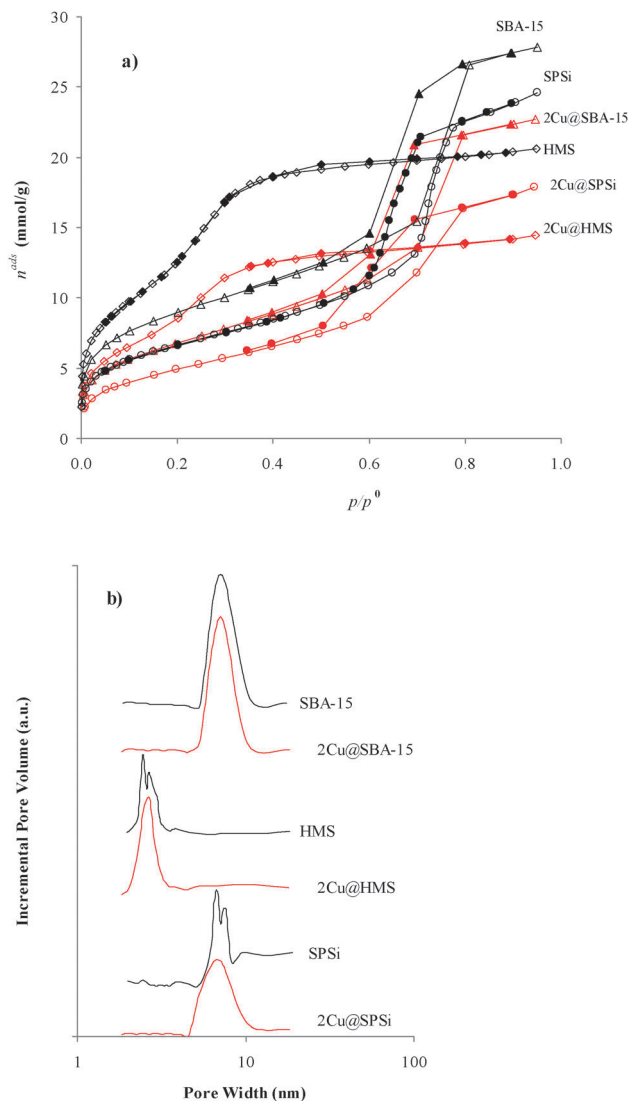 SBA-15
30
a)
25
SPSi
2Cu@SBA-15
20
HMS
2Cu@SPSi
15
2Cu@HMS
10
5
0
n^ads (mmol/g)
0.0 0.2 0.4 0.6 0.8 1.0
p/p⁰
b)
SBA-15
2Cu@SBA-15
HMS
2Cu@HMS
SPSi
2Cu@SPSi
Incremental Pore Volume (a.u.)
1 10 100
Pore Width (nm)